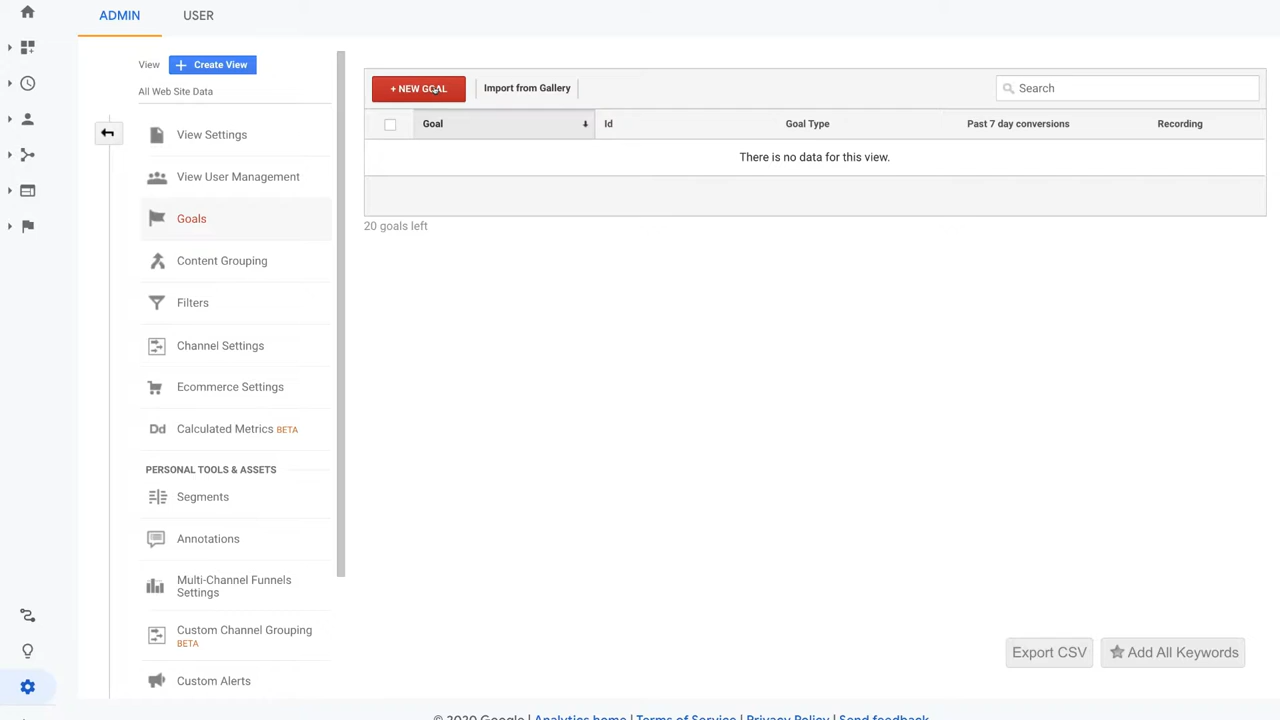 ADMIN
USER
View
+ Create View
All Web Site Data
View Settings
View User Management
Goals
Content Grouping
Filters
Channel Settings
Ecommerce Settings
Dd
Calculated Metrics BETA
PERSONAL TOOLS & ASSETS
Segments
Annotations
Multi-Channel Funnels
Settings
Custom Channel Grouping
BETA
Custom Alerts
+ NEW GOAL
Import from Gallery
Search
Goal
Id
Goal Type
Past 7 day conversions
Recording
There is no data for this view.
20 goals left
Export CSV
Add All Keywords
© 2020 Google | Analytics home | Terms of Service | Privacy Policy | Send feedback